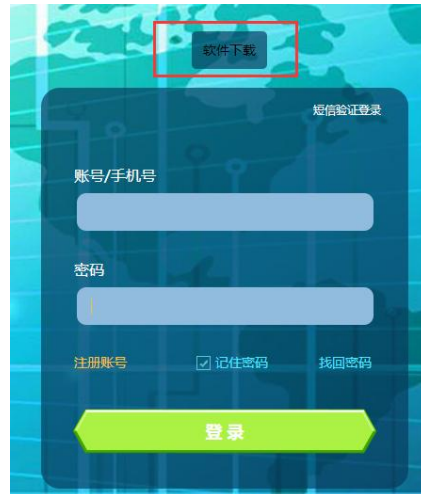 软件下载
短信验证登录
账号/手机号
密码
注册账号 记住密码 找回密码
登录